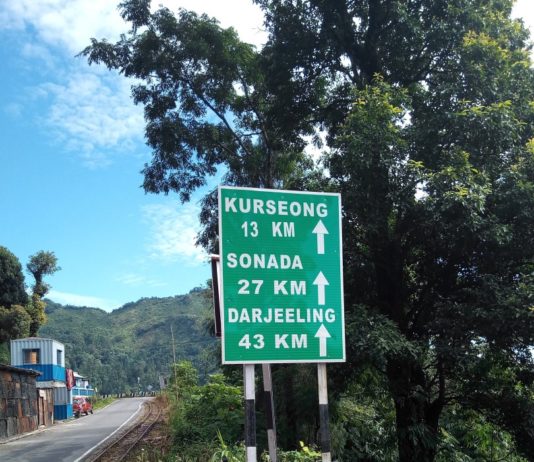 KURSEONG
13 KM
SONADA
27 KM
DARJEELING
43 KM